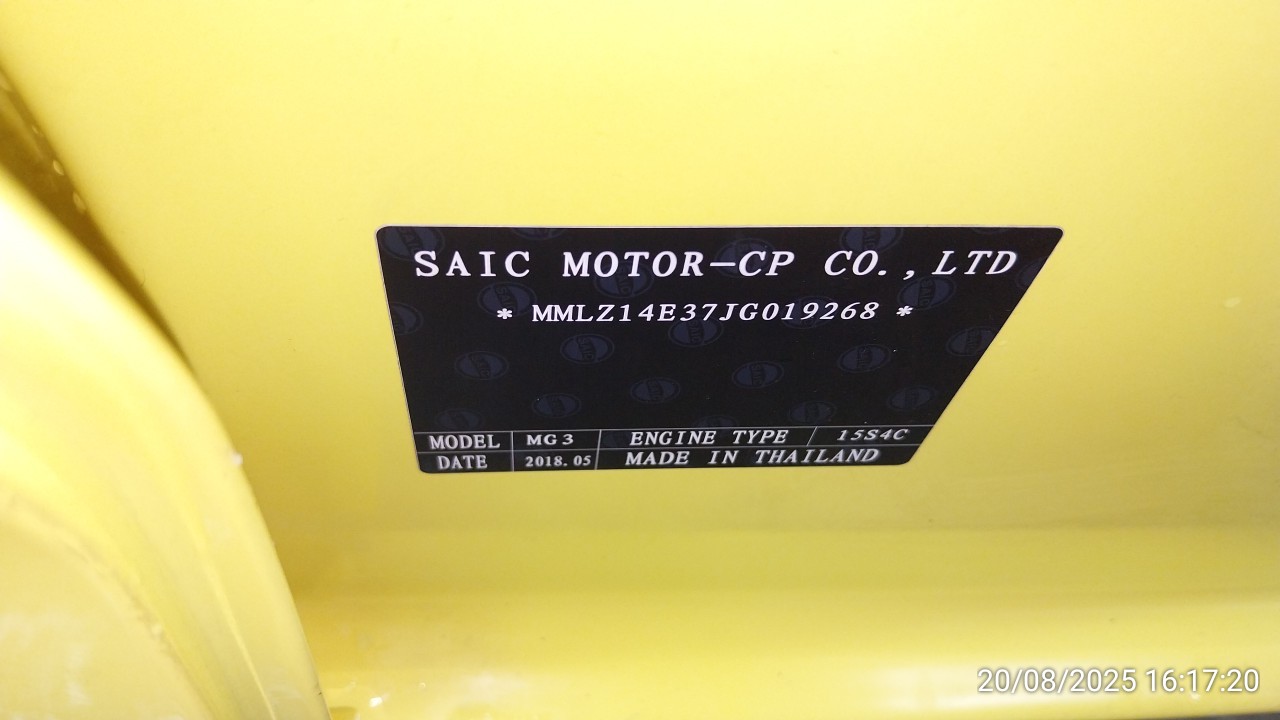 SAIC MOTOR-CP CO.,LTD
* MMLZ14E37JG019268 *
MODEL MG3 ENGINE TYPE 15S4C
DATE 2018.05 MADE IN THAILAND
20/08/2025 16:17:20